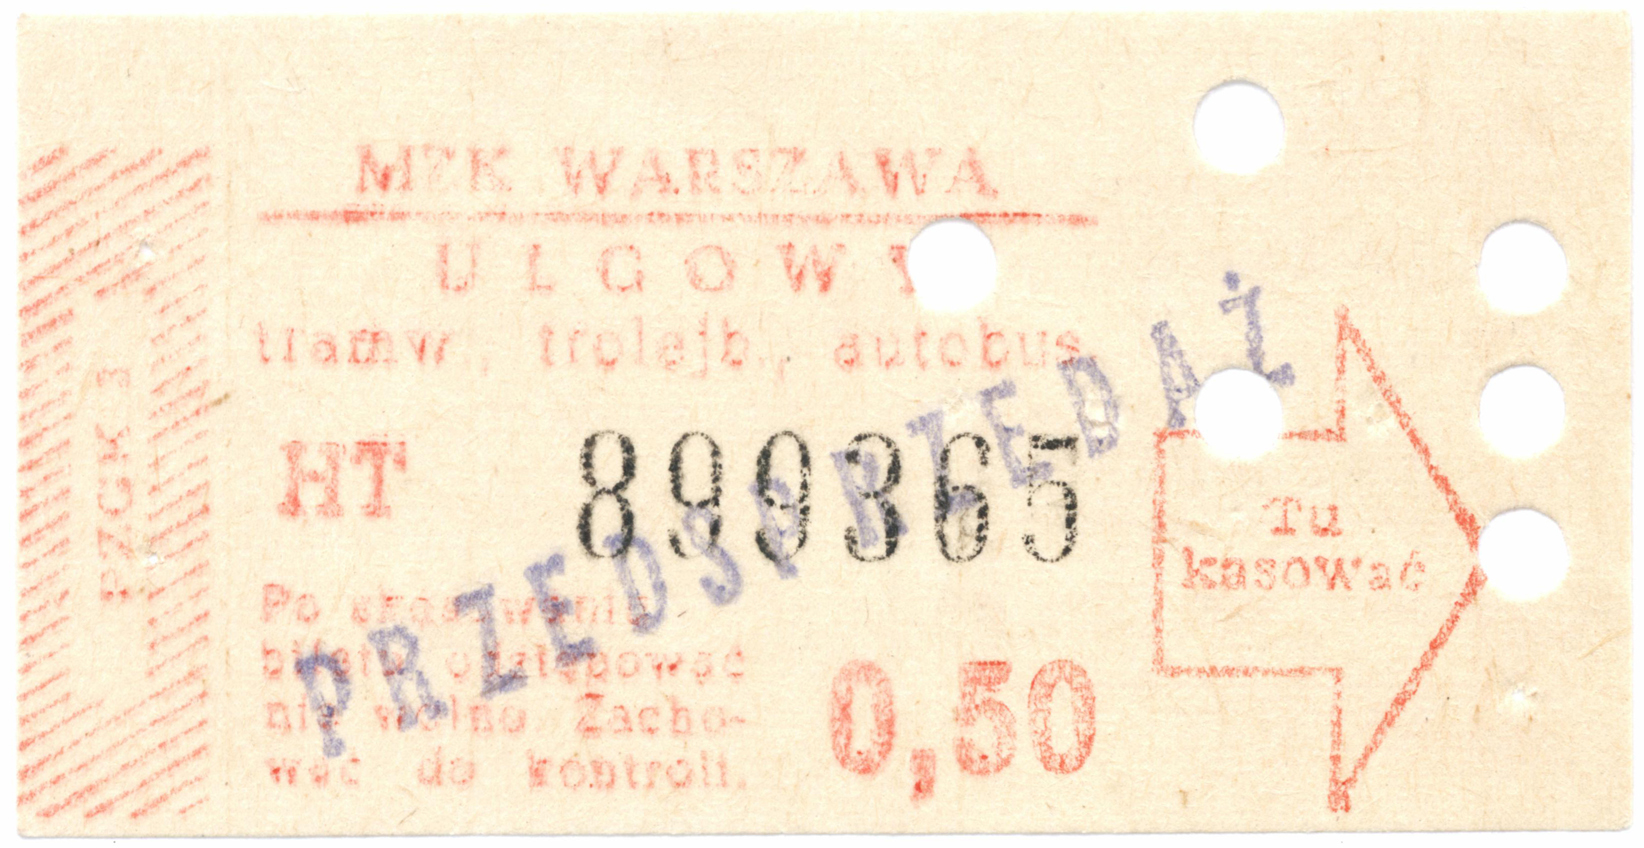 MZK WARSZAWA
ULGOWY
tramw, trolejb., autobus
HT 899365
Po skasowaniu
biletu odstępować
nie wolno. Zacho-
wać do kontroli.
0,50
Tu
kasować
PRZEDSPRZEDAŻ
PZGK 3